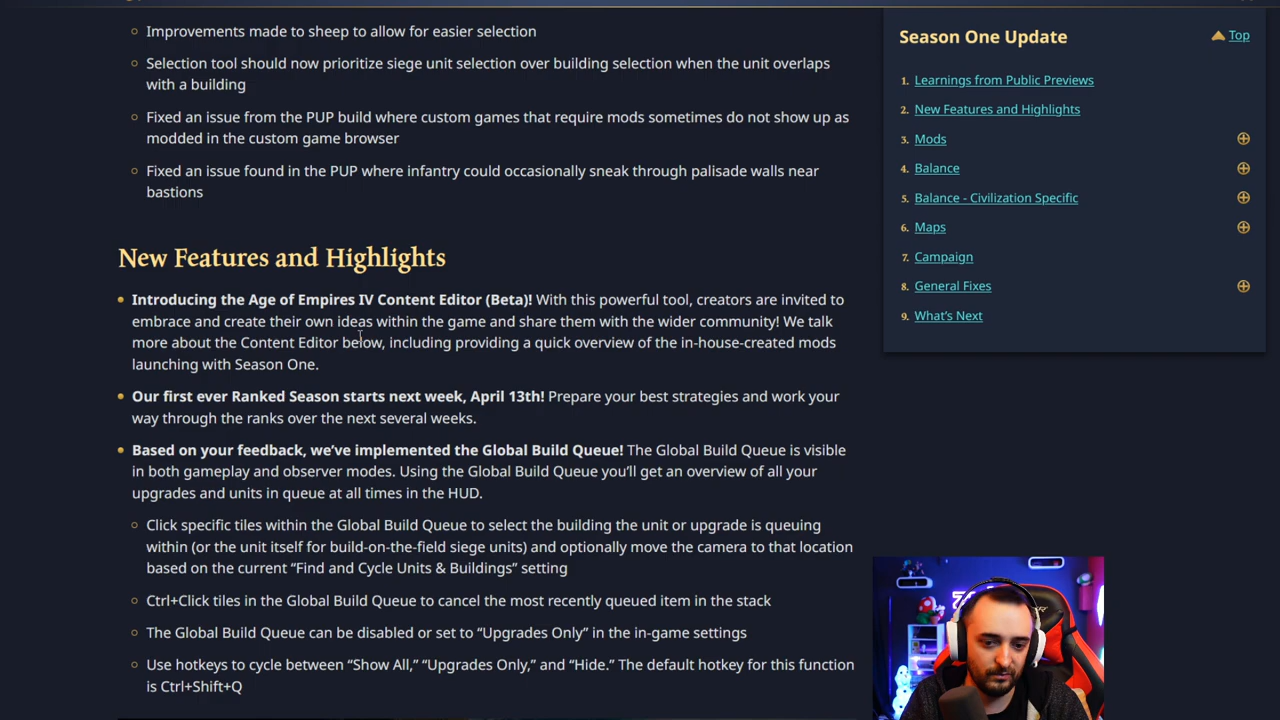 Improvements made to sheep to allow for easier selection
Selection tool should now prioritize siege unit selection over building selection when the unit overlaps
with a building
Fixed an issue from the PUP build where custom games that require mods sometimes do not show up as
modded in the custom game browser
Fixed an issue found in the PUP where infantry could occasionally sneak through palisade walls near
bastions
New Features and Highlights
Introducing the Age of Empires IV Content Editor (Beta)! With this powerful tool, creators are invited to
embrace and create their own ideas within the game and share them with the wider community! We talk
more about the Content Editor below, including providing a quick overview of the in-house-created mods
launching with Season One.
Our first ever Ranked Season starts next week, April 13th! Prepare your best strategies and work your
way through the ranks over the next several weeks.
Based on your feedback, we’ve implemented the Global Build Queue! The Global Build Queue is visible
in both gameplay and observer modes. Using the Global Build Queue you’ll get an overview of all your
upgrades and units in queue at all times in the HUD.
Click specific tiles within the Global Build Queue to select the building the unit or upgrade is queuing
within (or the unit itself for build-on-the-field siege units) and optionally move the camera to that location
based on the current “Find and Cycle Units & Buildings” setting
Ctrl+Click tiles in the Global Build Queue to cancel the most recently queued item in the stack
The Global Build Queue can be disabled or set to “Upgrades Only” in the in-game settings
Use hotkeys to cycle between “Show All,” “Upgrades Only,” and “Hide.” The default hotkey for this function
is Ctrl+Shift+Q
Season One Update
Top
1. Learnings from Public Previews
2. New Features and Highlights
3. Mods
4. Balance
5. Balance - Civilization Specific
6. Maps
7. Campaign
8. General Fixes
9. What’s Next